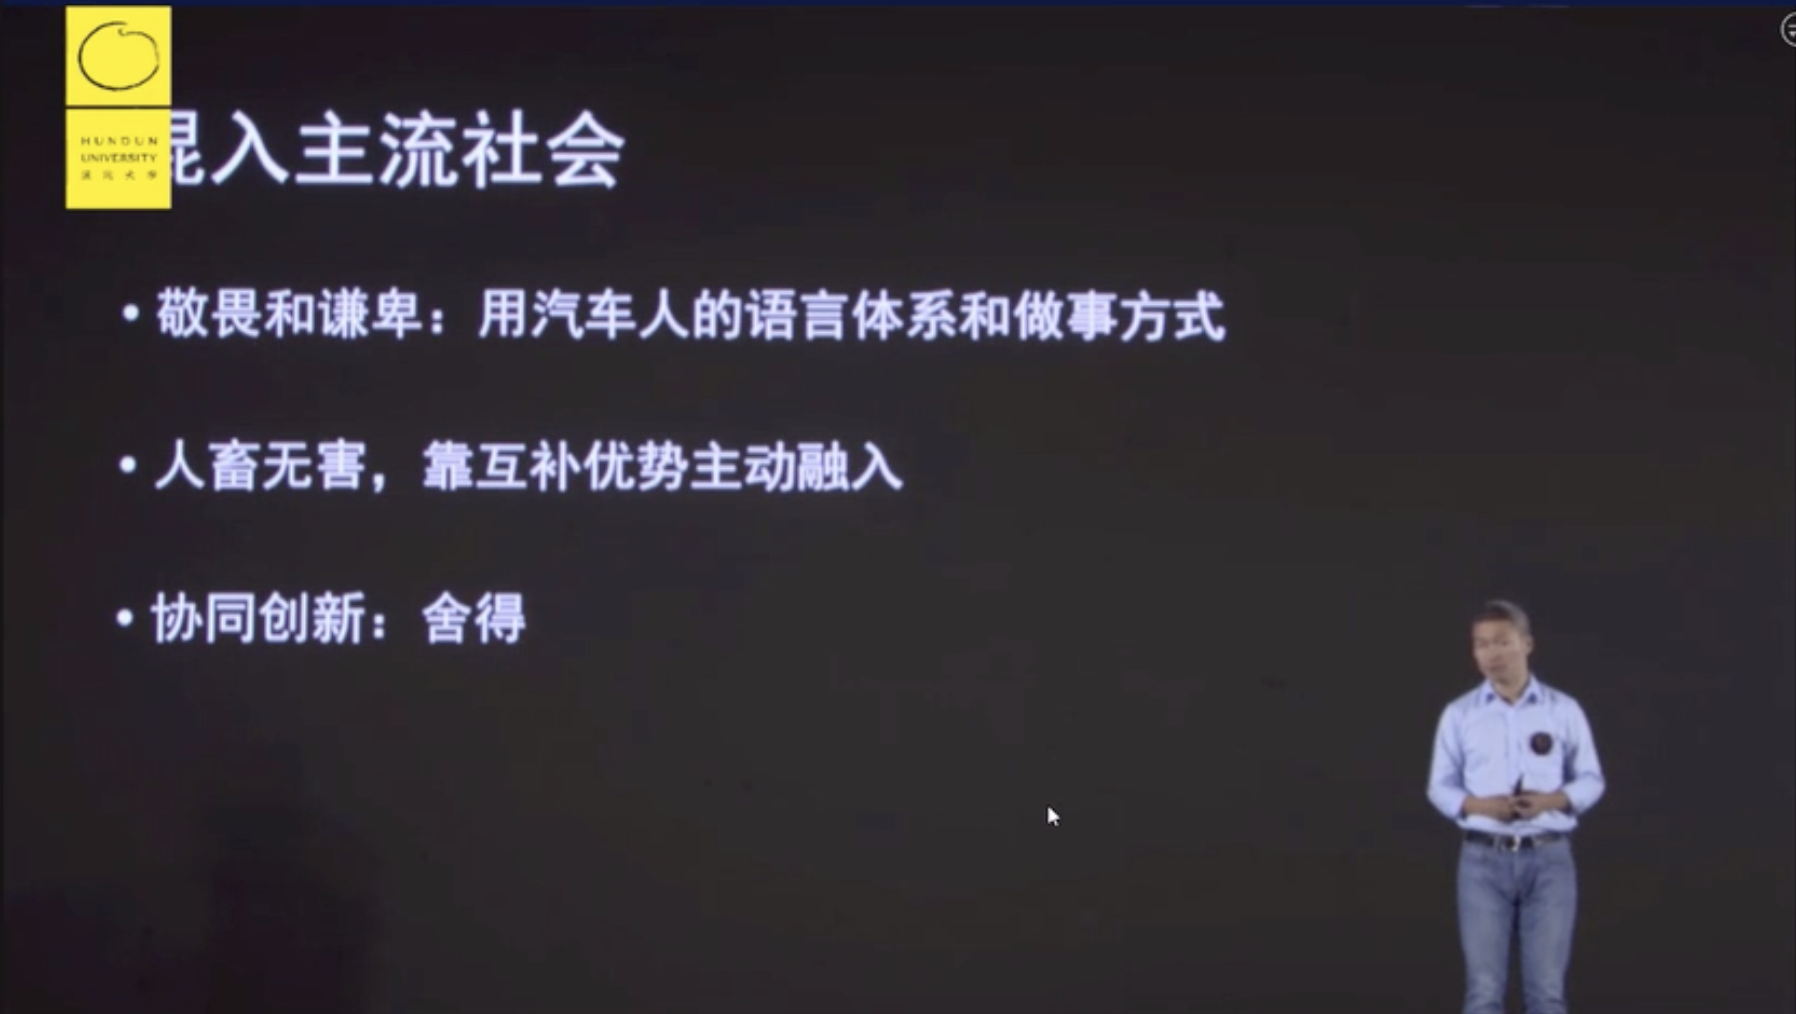 HUNDUN
UNIVERSITY
混沌大学
混入主流社会
• 敬畏和谦卑：用汽车人的语言体系和做事方式
• 人畜无害，靠互补优势主动融入
• 协同创新：舍得